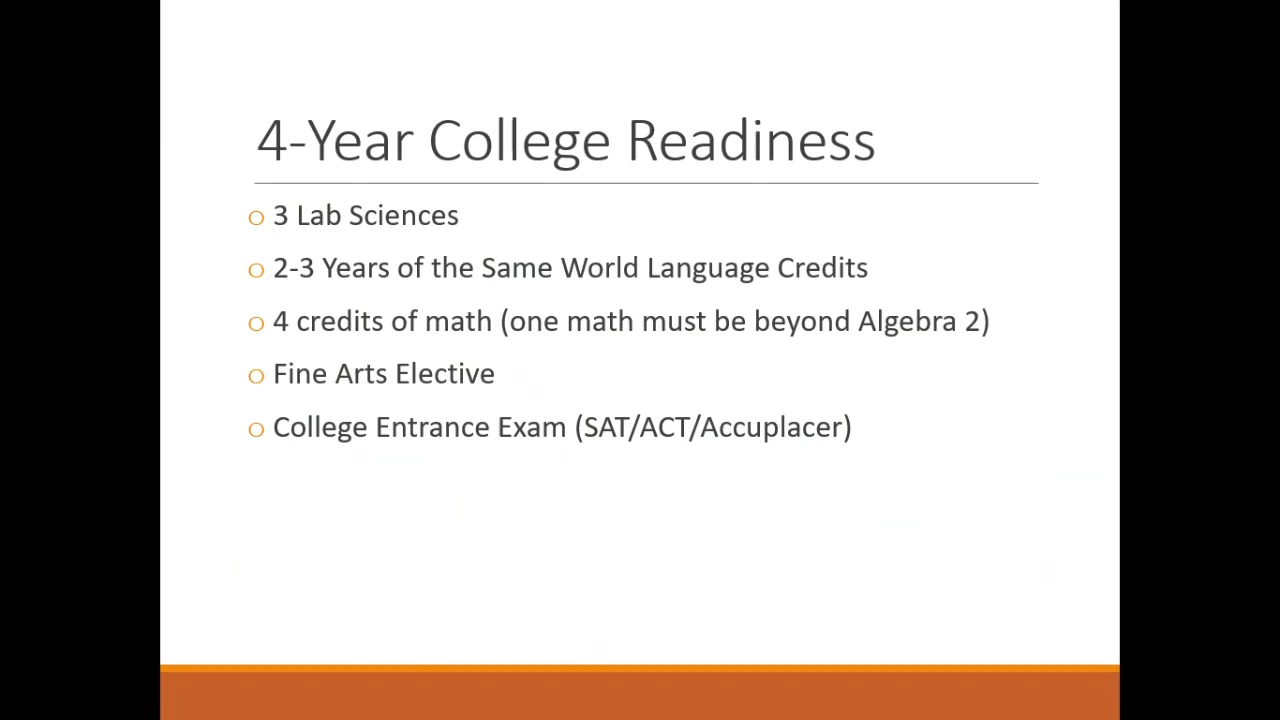 4-Year College Readiness
o 3 Lab Sciences
o 2-3 Years of the Same World Language Credits
o 4 credits of math (one math must be beyond Algebra 2)
o Fine Arts Elective
o College Entrance Exam (SAT/ACT/Accuplacer)